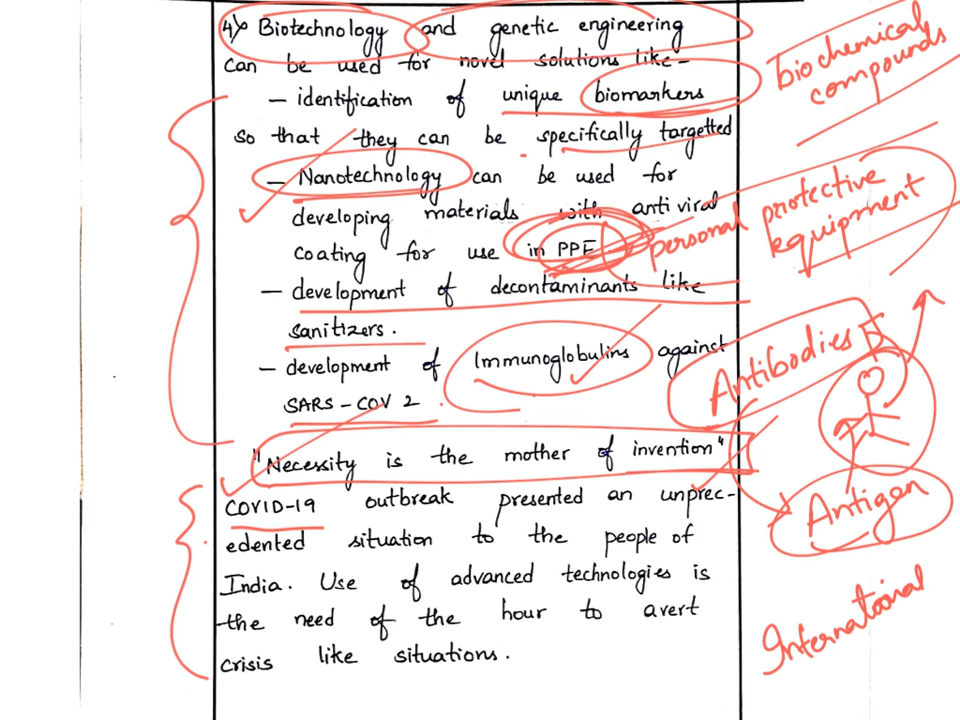 4) Biotechnology and genetic engineering
can be used for novel solutions like -
- identification of unique biomarkers
so that they can be specifically targetted
- Nanotechnology can be used for
developing materials with antiviral
coating for use in PPE
- development of decontaminants like
sanitizers.
- development of Immunoglobulins against
SARS-COV 2
"Necessity is the mother of invention"
COVID-19 outbreak presented an unprec-
edented situation to the people of
India. Use of advanced technologies is
the need of the hour to avert
crisis like situations.
biochemical
compounds
personal protective
equipment
Antibodies
Antigen
International